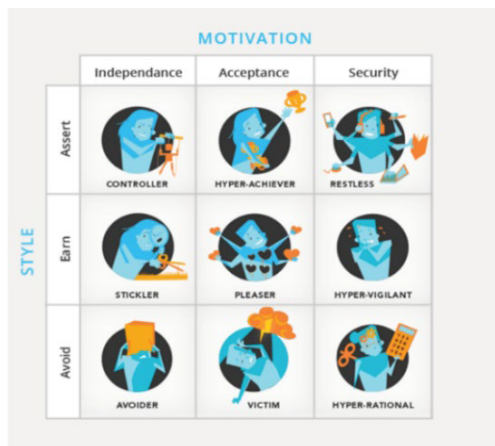 MOTIVATION
Independance Acceptance Security
STYLE
Assert
CONTROLLER HYPER-ACHIEVER RESTLESS
Earn
STICKLER PLEASER HYPER-VIGILANT
Avoid
AVOIDER VICTIM HYPER-RATIONAL